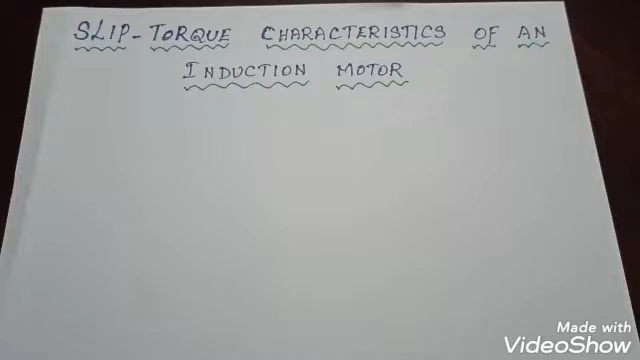 SLIP-TORQUE CHARACTERISTICS OF AN
INDUCTION MOTOR
Made with
VideoShow